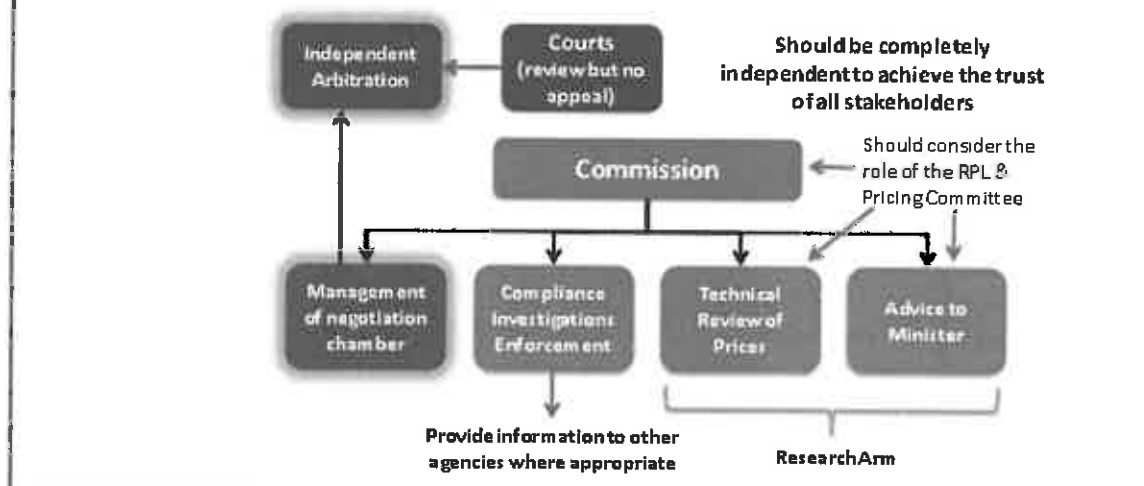 Independent
Arbitration
Courts
(review but no
appeal)
Should be completely
independent to achieve the trust
of all stakeholders
Commission
Should consider the
role of the RPL &
Pricing Committee
Management
of negotiation
chamber
Compliance
Investigations
Enforcement
Technical
Review of
Prices
Advice to
Minister
Provide information to other
agencies where appropriate
Research Arm